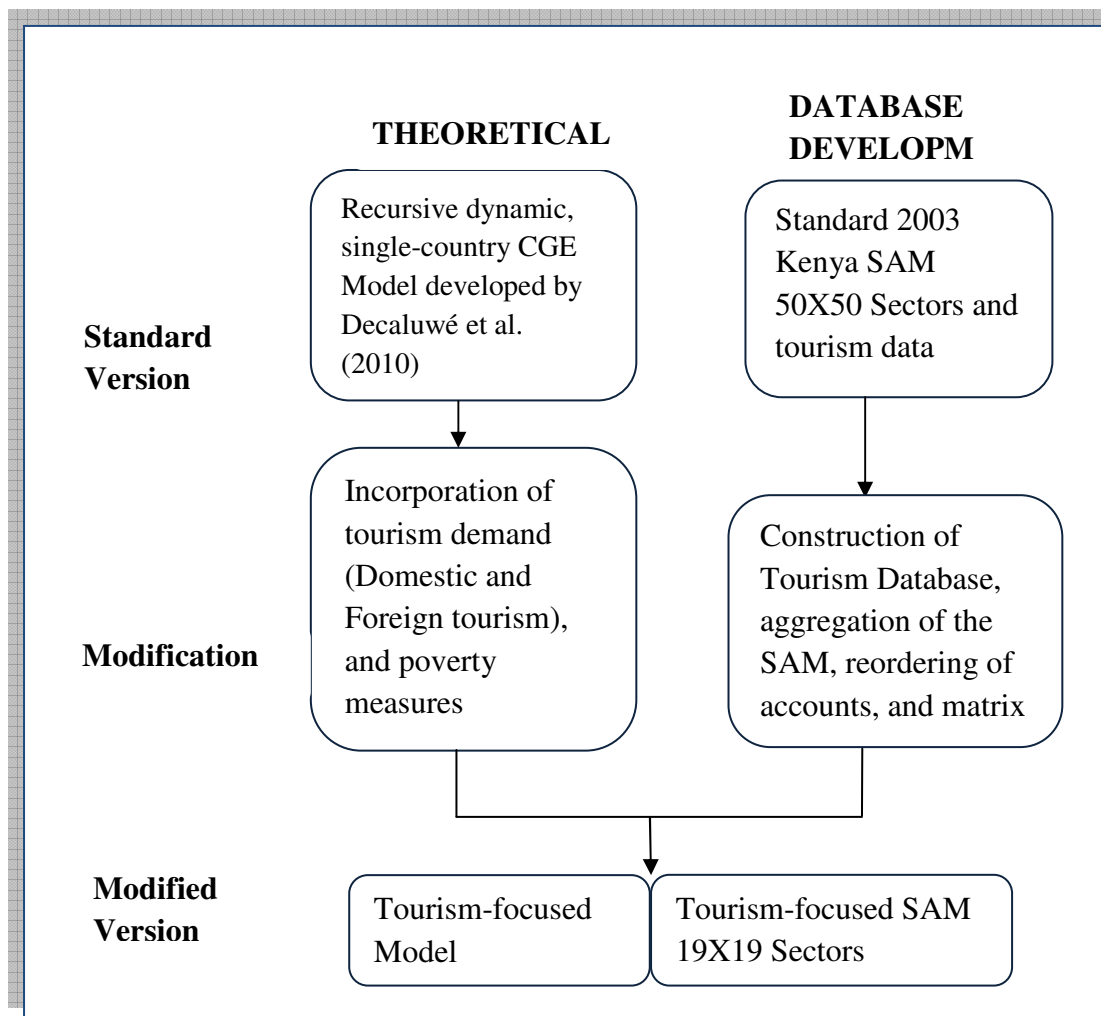 THEORETICAL
DATABASE
DEVELOPM
Standard
Version
Recursive dynamic,
single-country CGE
Model developed by
Decaluwé et al.
(2010)
Standard 2003
Kenya SAM
50X50 Sectors and
tourism data
Modification
Incorporation of
tourism demand
(Domestic and
Foreign tourism),
and poverty
measures
Construction of
Tourism Database,
aggregation of the
SAM, reordering of
accounts, and matrix
Modified
Version
Tourism-focused
Model
Tourism-focused SAM
19X19 Sectors